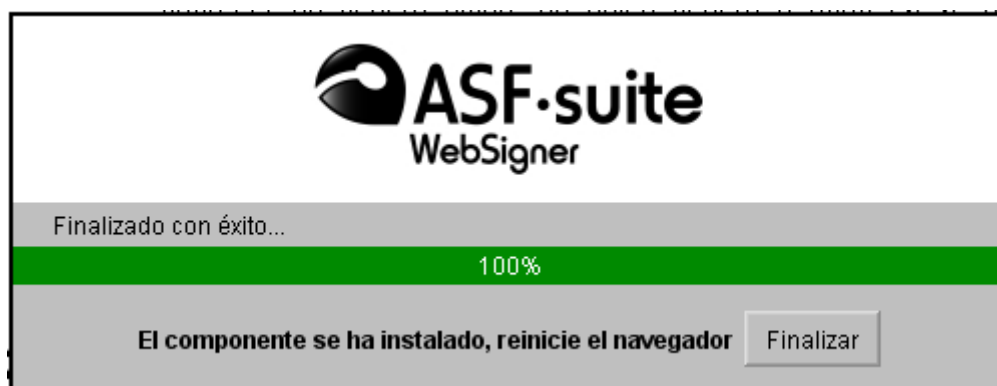 ASF·suite
WebSigner
Finalizado con éxito...
100%
El componente se ha instalado, reinicie el navegador Finalizar